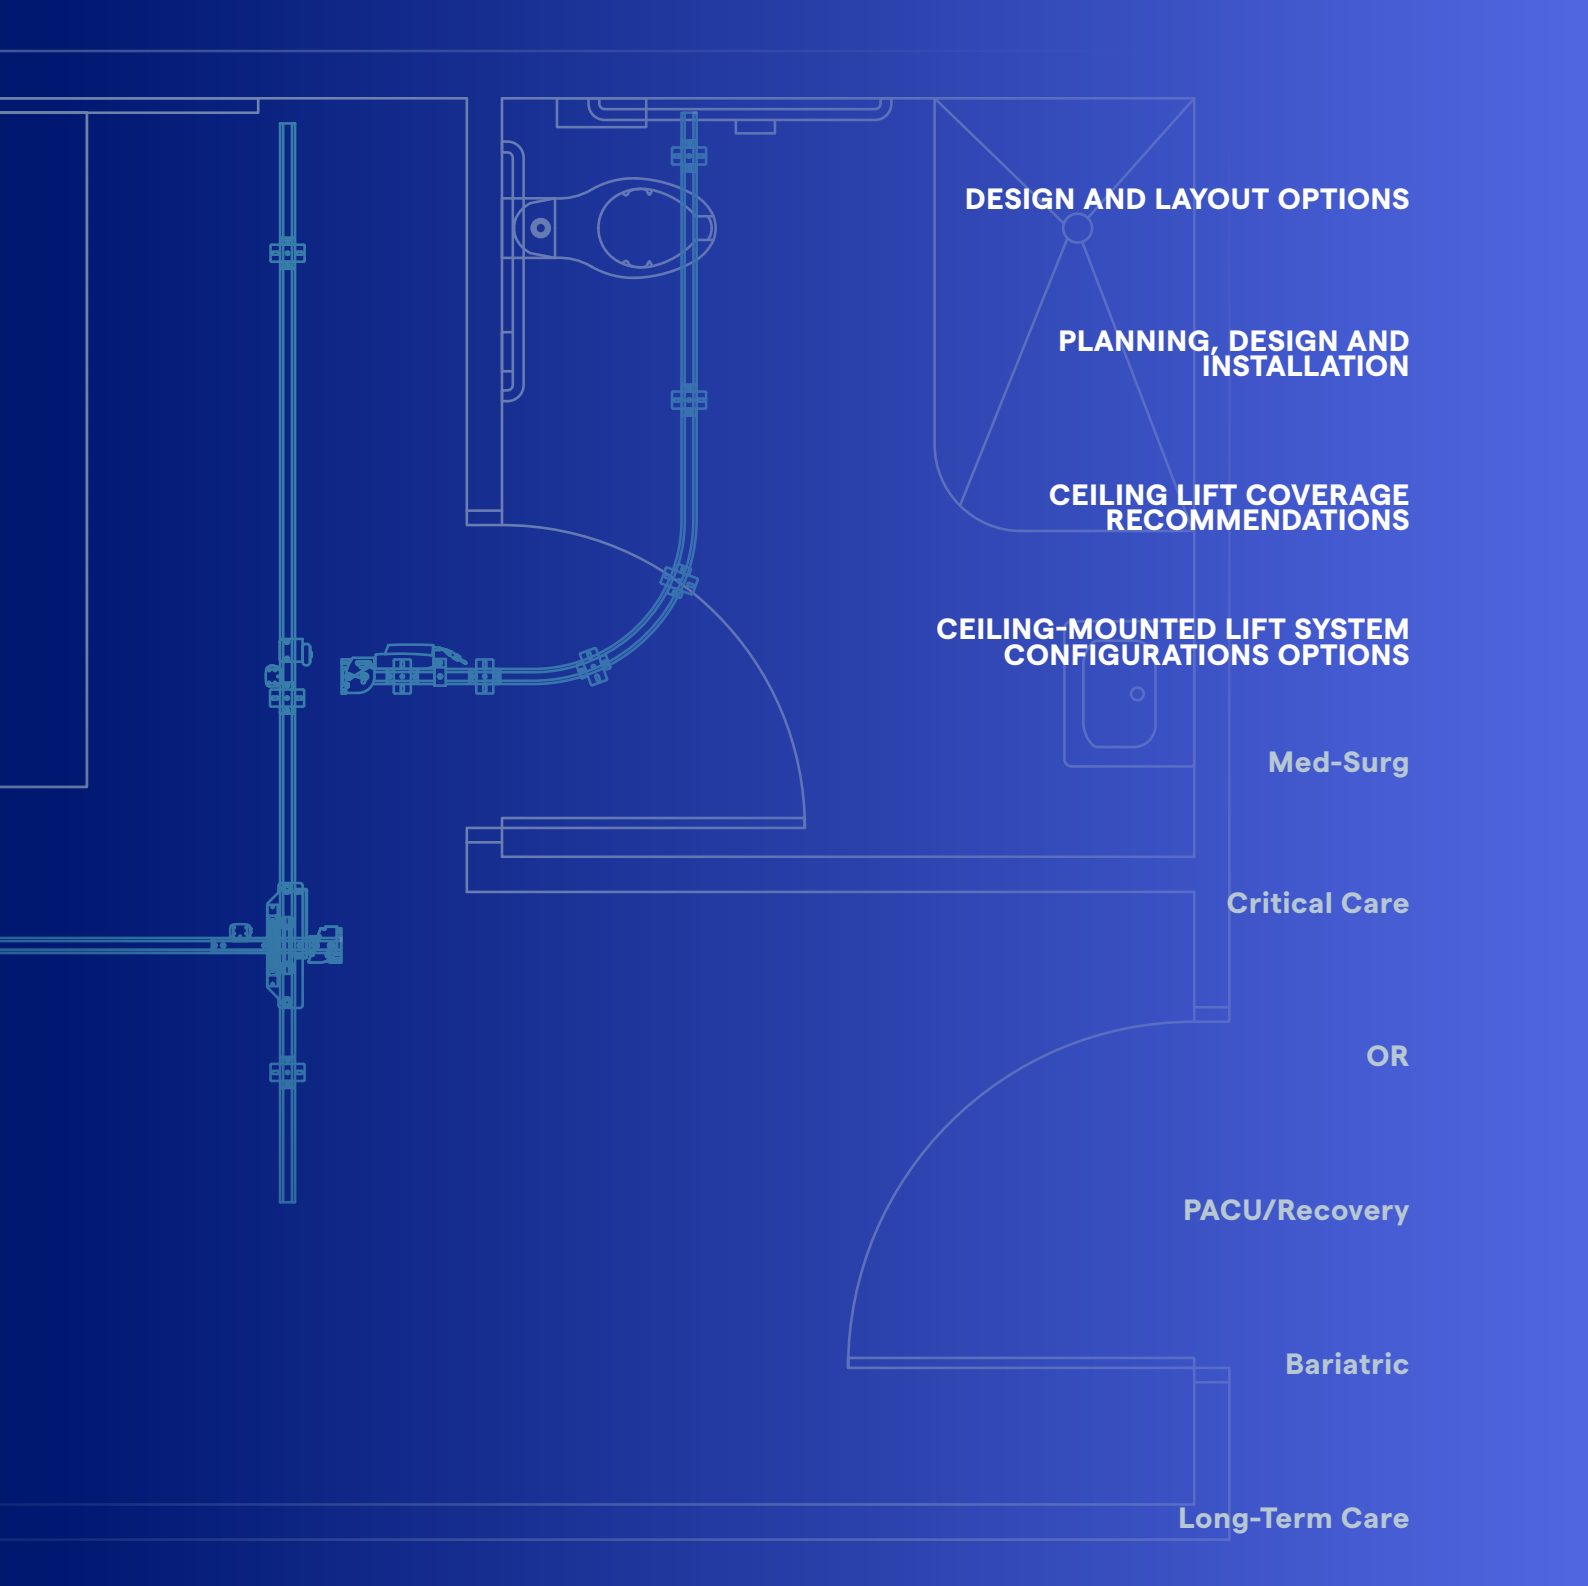 DESIGN AND LAYOUT OPTIONS
PLANNING, DESIGN AND
INSTALLATION
CEILING LIFT COVERAGE
RECOMMENDATIONS
CEILING-MOUNTED LIFT SYSTEM
CONFIGURATIONS OPTIONS
Med-Surg
Critical Care
OR
PACU/Recovery
Bariatric
Long-Term Care